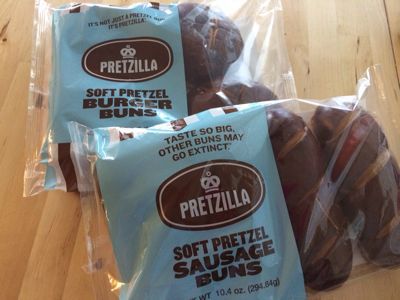 IT'S NOT JUST A PRETZEL BUN
IT'S PRETZILLA.
PRETZILLA
SOFT PRETZEL
BURGER
BUNS
TASTE SO BIG,
OTHER BUNS MAY
GO EXTINCT.
PRETZILLA
SOFT PRETZEL
SAUSAGE
BUNS
WT 10.4 oz. (294.84g)